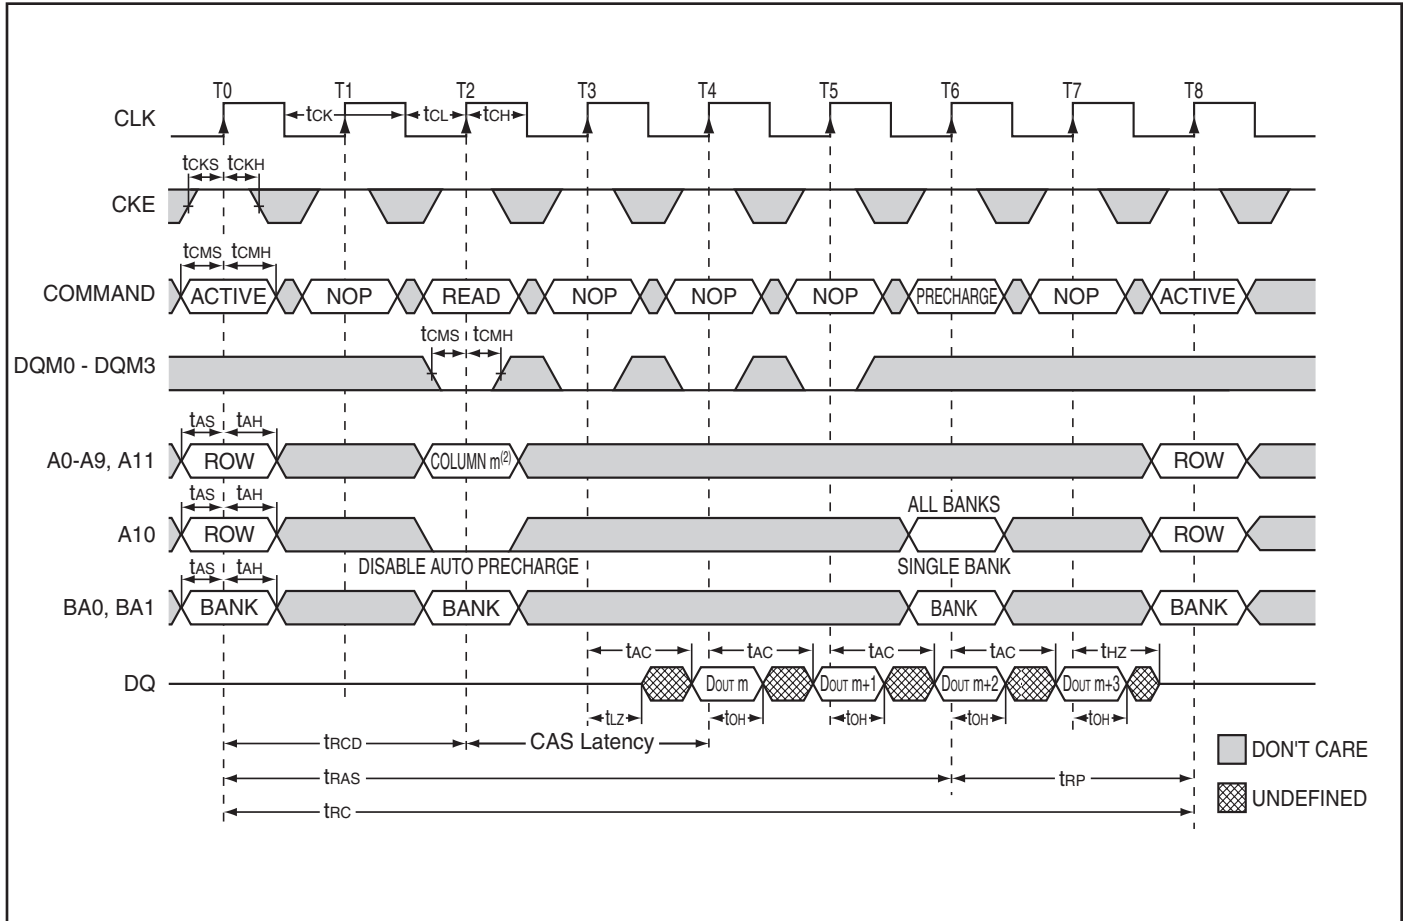 T0 T1 T2 T3 T4 T5 T6 T7 T8
CLK tCK tCL tCH
tCKS tCKH
CKE
tCMS tCMH
COMMAND ACTIVE NOP READ NOP NOP NOP PRECHARGE NOP ACTIVE
tCMS tCMH
DQM0 - DQM3
tAS tAH
A0-A9, A11 ROW COLUMN m(2) ROW
tAS tAH ALL BANKS
A10 ROW ROW
DISABLE AUTO PRECHARGE SINGLE BANK
tAS tAH
BA0, BA1 BANK BANK BANK BANK
tAC tAC tAC tAC tHZ
DQ DOUT m DOUT m+1 DOUT m+2 DOUT m+3
tLZ tOH tOH tOH tOH
tRCD CAS Latency
DON'T CARE
tRAS tRP
UNDEFINED
tRC